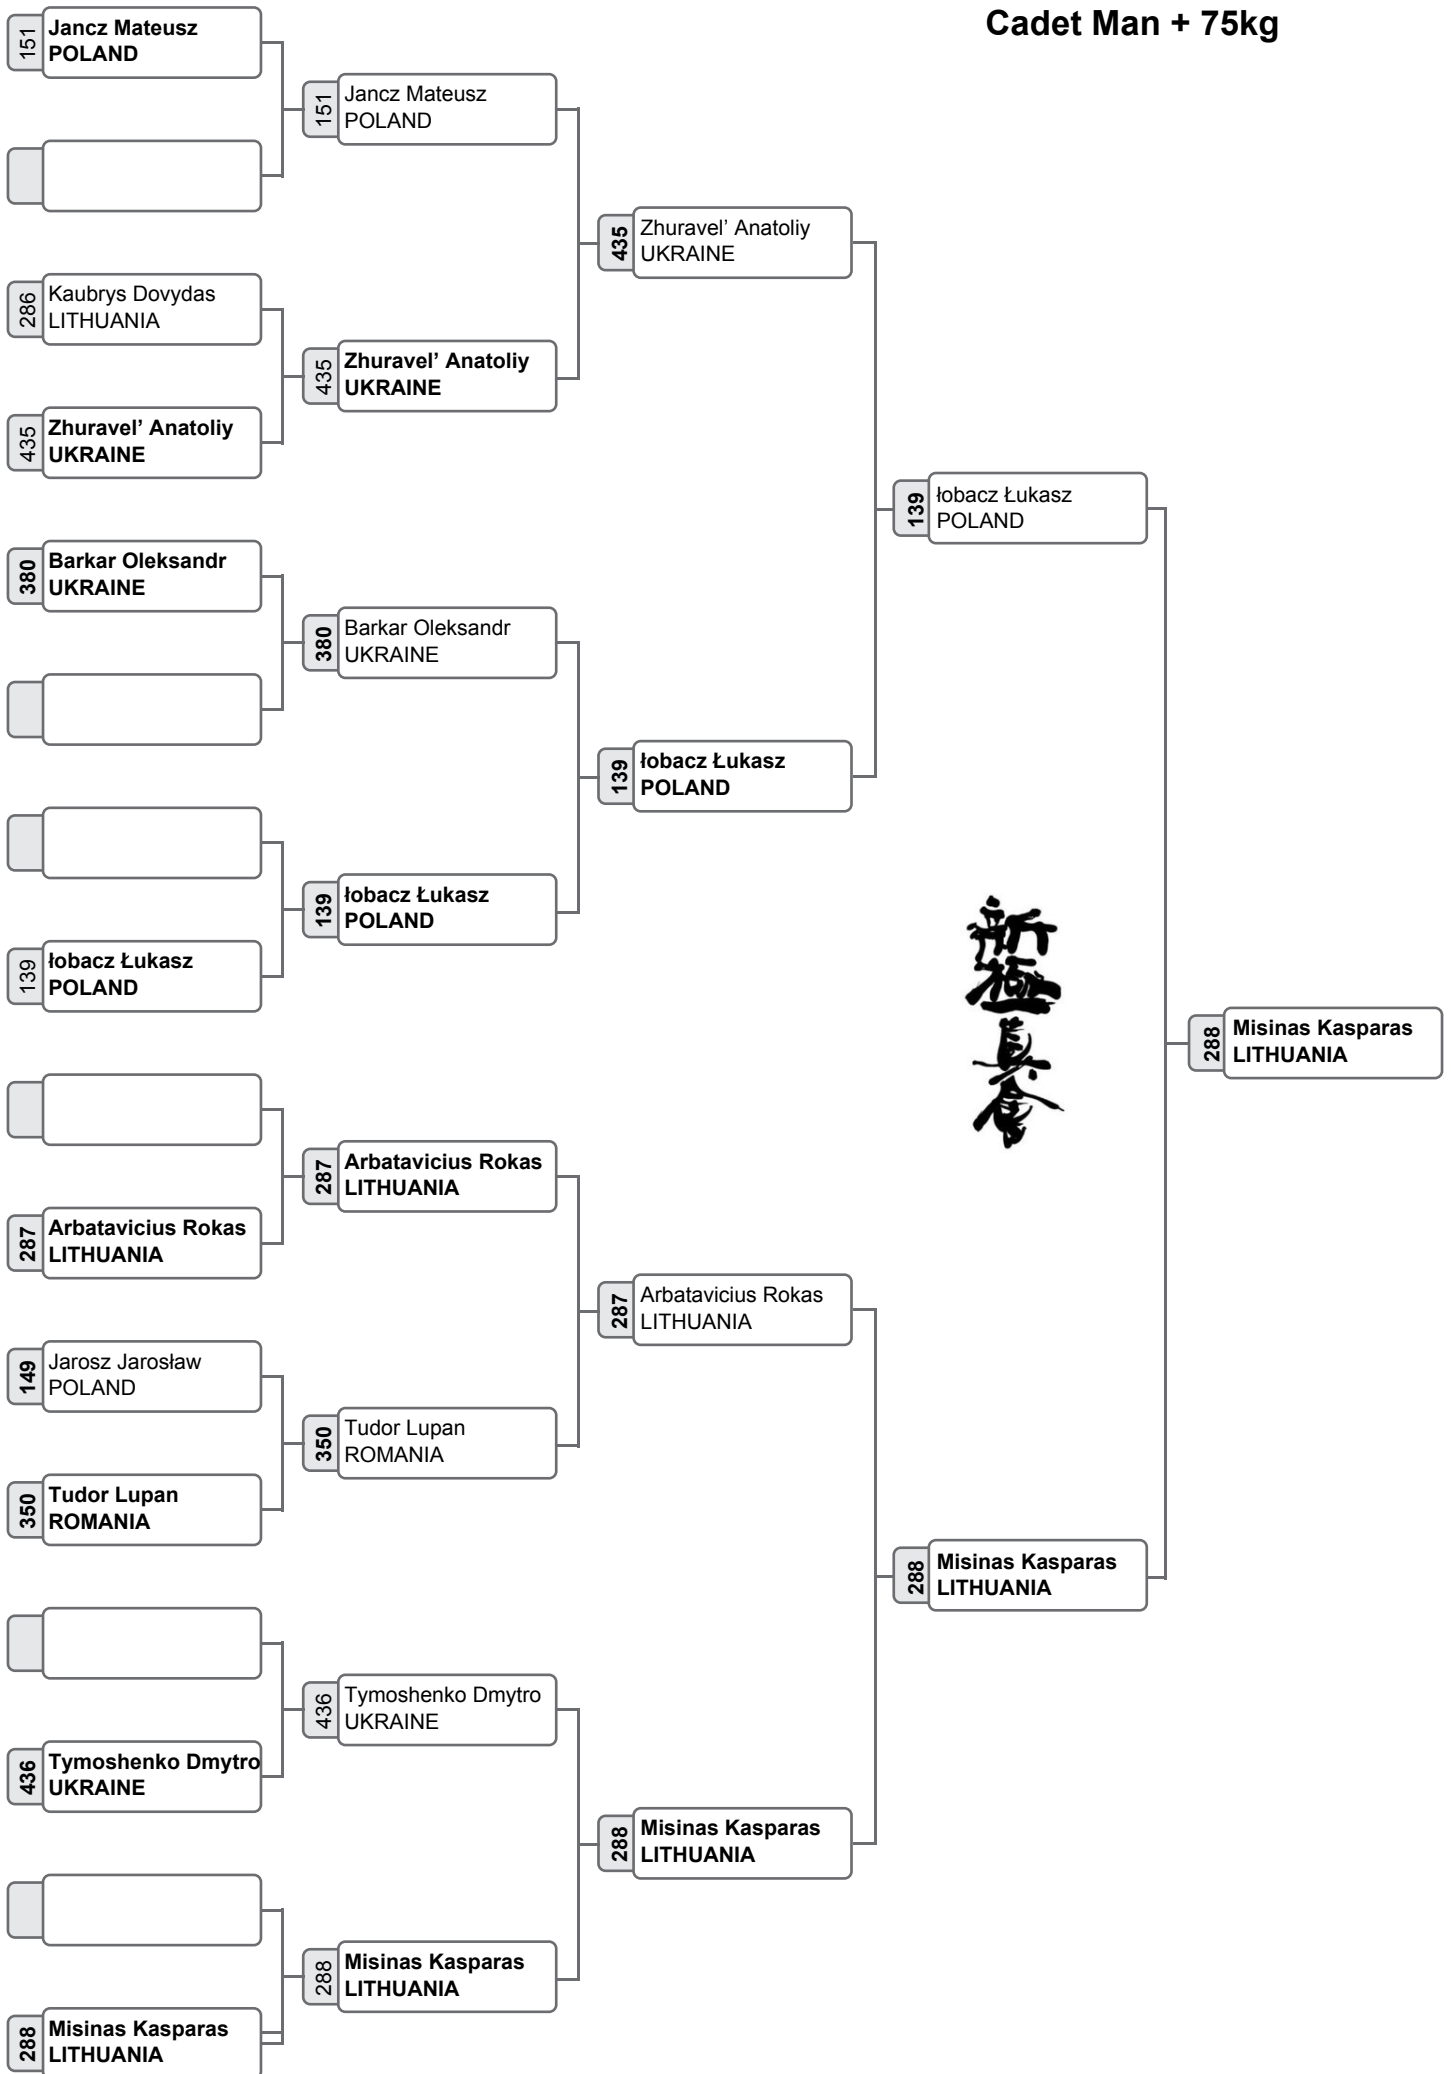 Cadet Man + 75kg
151
Jancz Mateusz
POLAND
286
Kaubrys Dovydas
LITHUANIA
435
Zhuravel’ Anatoliy
UKRAINE
380
Barkar Oleksandr
UKRAINE
139
łobacz Łukasz
POLAND
287
Arbatavicius Rokas
LITHUANIA
149
Jarosz Jarosław
POLAND
350
Tudor Lupan
ROMANIA
436
Tymoshenko Dmytro
UKRAINE
288
Misinas Kasparas
LITHUANIA
151
Jancz Mateusz
POLAND
435
Zhuravel’ Anatoliy
UKRAINE
380
Barkar Oleksandr
UKRAINE
139
łobacz Łukasz
POLAND
287
Arbatavicius Rokas
LITHUANIA
350
Tudor Lupan
ROMANIA
436
Tymoshenko Dmytro
UKRAINE
288
Misinas Kasparas
LITHUANIA
435
Zhuravel’ Anatoliy
UKRAINE
139
łobacz Łukasz
POLAND
287
Arbatavicius Rokas
LITHUANIA
288
Misinas Kasparas
LITHUANIA
139
łobacz Łukasz
POLAND
288
Misinas Kasparas
LITHUANIA
新極真會
288
Misinas Kasparas
LITHUANIA